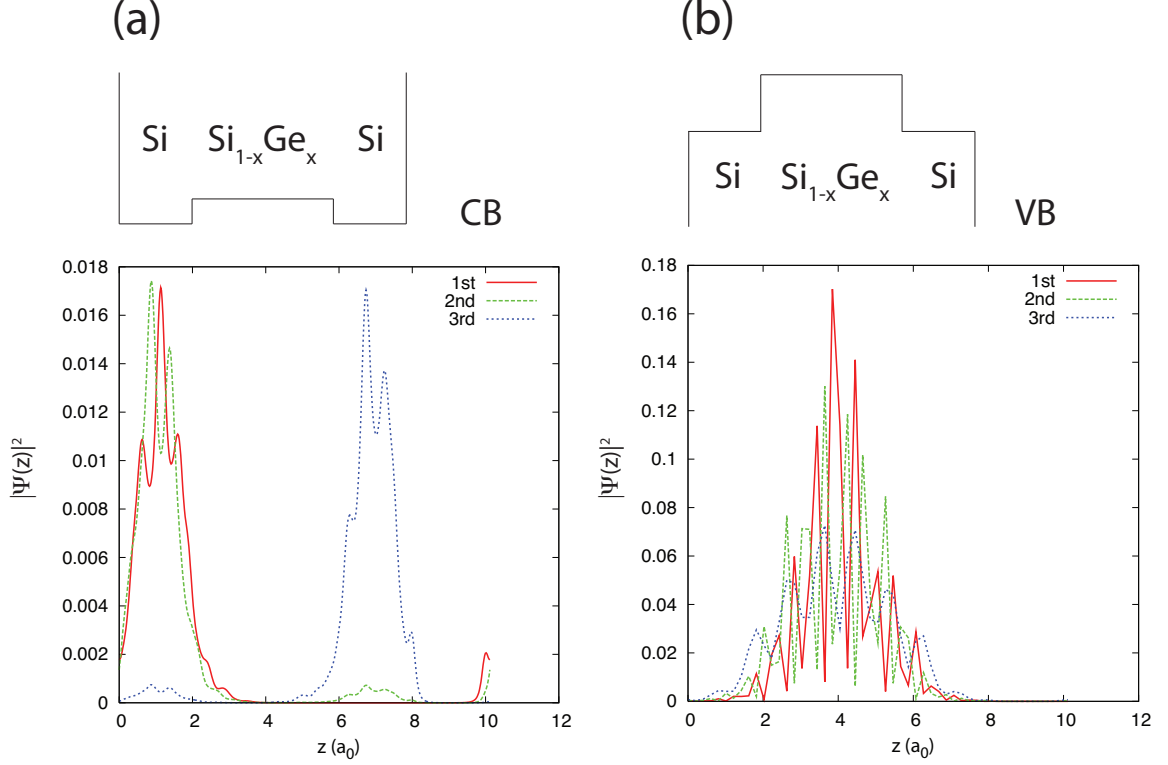 (a)
Si Si1-xGex Si
CB
0.018
0.016
0.014
0.012
0.01
0.008
0.006
0.004
0.002
0
0 2 4 6 8 10 12
|Ψ(z)|²
z (a0)
1st
2nd
3rd
(b)
Si Si1-xGex Si
VB
0.18
0.16
0.14
0.12
0.1
0.08
0.06
0.04
0.02
0
0 2 4 6 8 10 12
|Ψ(z)|²
z (a0)
1st
2nd
3rd